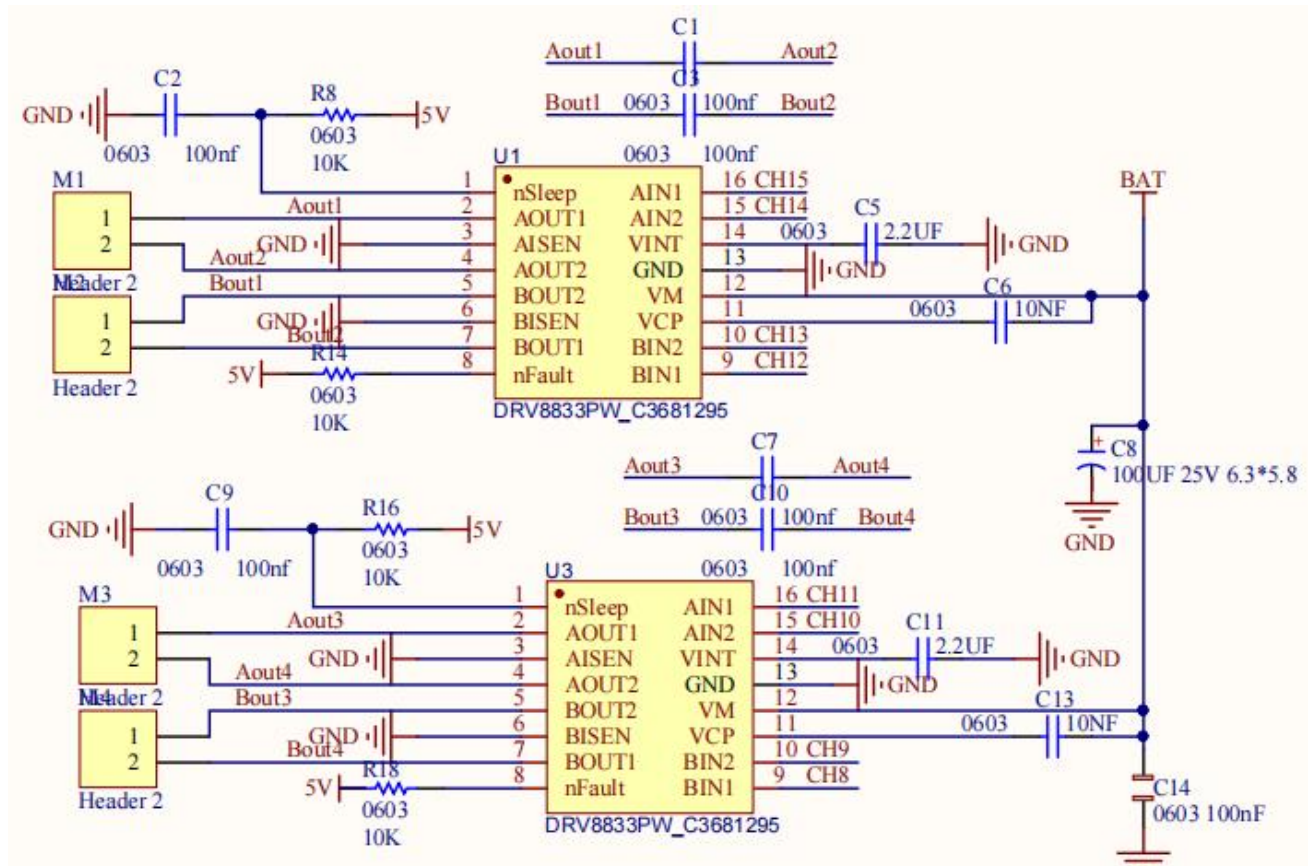 C1
Aout1 Aout2
C2 C3
R8 Bout1 0603 100nf Bout2
GND 5V
0603 100nf 0603
10K U1 0603 100nf
M1 1 nSleep AIN1 16 CH15 BAT
1 Aout1 2 AOUT1 AIN2 15 CH14 C5
2 GND 3 AISEN VINT 14 0603 2.2UF GND
Aout2 4 AOUT2 GND 13 GND
Header 2 Bout1 5 BOUT2 VM 12 C6
1 GND 6 BISEN VCP 11 0603 10NF
2 Bout2 7 BOUT1 BIN2 10 CH13
R14
5V 8 nFault BIN1 9 CH12
Header 2 0603
10K DRV8833PW_C3681295
C7
Aout3 Aout4 C8
100UF 25V 6.3*5.8
C9 C10
R16 Bout3 0603 100nf Bout4
GND 5V GND
0603 100nf 0603
10K U3 0603 100nf
M3 1 nSleep AIN1 16 CH11
1 Aout3 2 AOUT1 AIN2 15 CH10 C11
2 GND 3 AISEN VINT 14 0603 2.2UF GND
Aout4 4 AOUT2 GND 13 GND
Header 2 Bout3 5 BOUT2 VM 12 C13
M4
1 GND 6 BISEN VCP 11 0603 10NF
2 Bout4 7 BOUT1 BIN2 10 CH9
R18
5V 8 nFault BIN1 9 CH8
Header 2 0603 C14
10K DRV8833PW_C3681295 0603 100nF